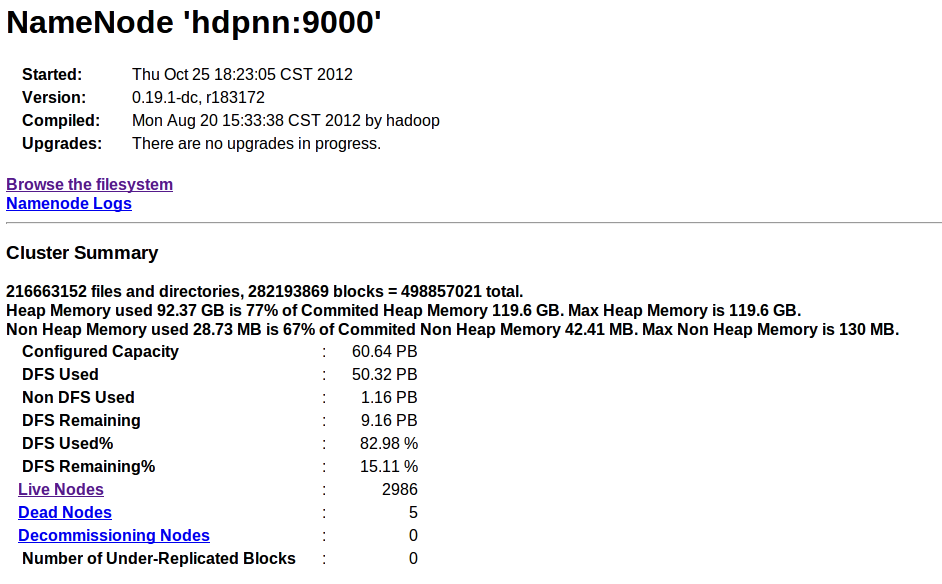 NameNode 'hdpnn:9000'
Started: Thu Oct 25 18:23:05 CST 2012
Version: 0.19.1-dc, r183172
Compiled: Mon Aug 20 15:33:38 CST 2012 by hadoop
Upgrades: There are no upgrades in progress.
Browse the filesystem
Namenode Logs
Cluster Summary
216663152 files and directories, 282193869 blocks = 498857021 total.
Heap Memory used 92.37 GB is 77% of Commited Heap Memory 119.6 GB. Max Heap Memory is 119.6 GB.
Non Heap Memory used 28.73 MB is 67% of Commited Non Heap Memory 42.41 MB. Max Non Heap Memory is 130 MB.
Configured Capacity : 60.64 PB
DFS Used : 50.32 PB
Non DFS Used : 1.16 PB
DFS Remaining : 9.16 PB
DFS Used% : 82.98 %
DFS Remaining% : 15.11 %
Live Nodes : 2986
Dead Nodes : 5
Decommissioning Nodes : 0
Number of Under-Replicated Blocks : 0